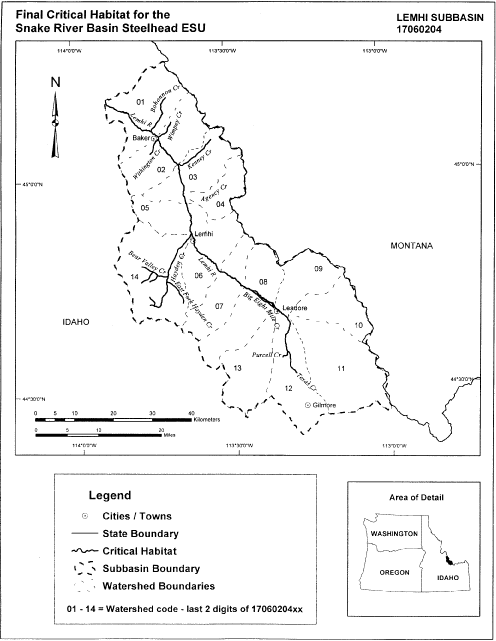 Final Critical Habitat for the
Snake River Basin Steelhead ESU
LEMHI SUBBASIN
17060204
114°0'0"W
113°30'0"W
113°0'0"W
N
01
Bohannon Cr
Lemhi R
Wimpey Cr
Baker
Withington Cr
02
Kenney Cr
03
45°0'0"N
45°0'0"N
Agency Cr
04
05
Lemhi
MONTANA
Bear Valley Cr
Hayden Cr
Lemhi R
14
06
East Fork Hayden Cr
07
08
09
Big Eight Mile Cr
Leadore
IDAHO
10
Purcell Cr
11
13
12
Texas Cr
44°30'0"N
44°30'0"N
Gilmore
0 5 10 20 30 40
Kilometers
0 5 10 20
Miles
114°0'0"W
113°30'0"W
113°0'0"W
Legend
Cities / Towns
State Boundary
Critical Habitat
Subbasin Boundary
Watershed Boundaries
01 - 14 = Watershed code - last 2 digits of 17060204xx
Area of Detail
WASHINGTON
OREGON
IDAHO